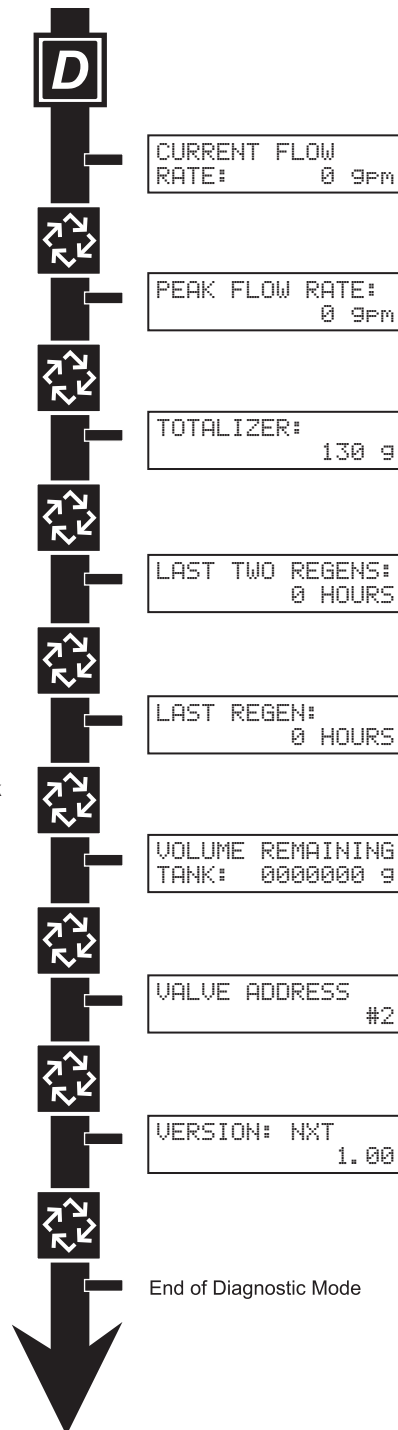 D
CURRENT FLOW
RATE: 0 gpm
PEAK FLOW RATE:
0 gpm
TOTALIZER:
130 g
LAST TWO REGENS:
0 HOURS
LAST REGEN:
0 HOURS
VOLUME REMAINING
TANK: 0000000 g
VALVE ADDRESS
#2
VERSION: NXT
1.00
End of Diagnostic Mode